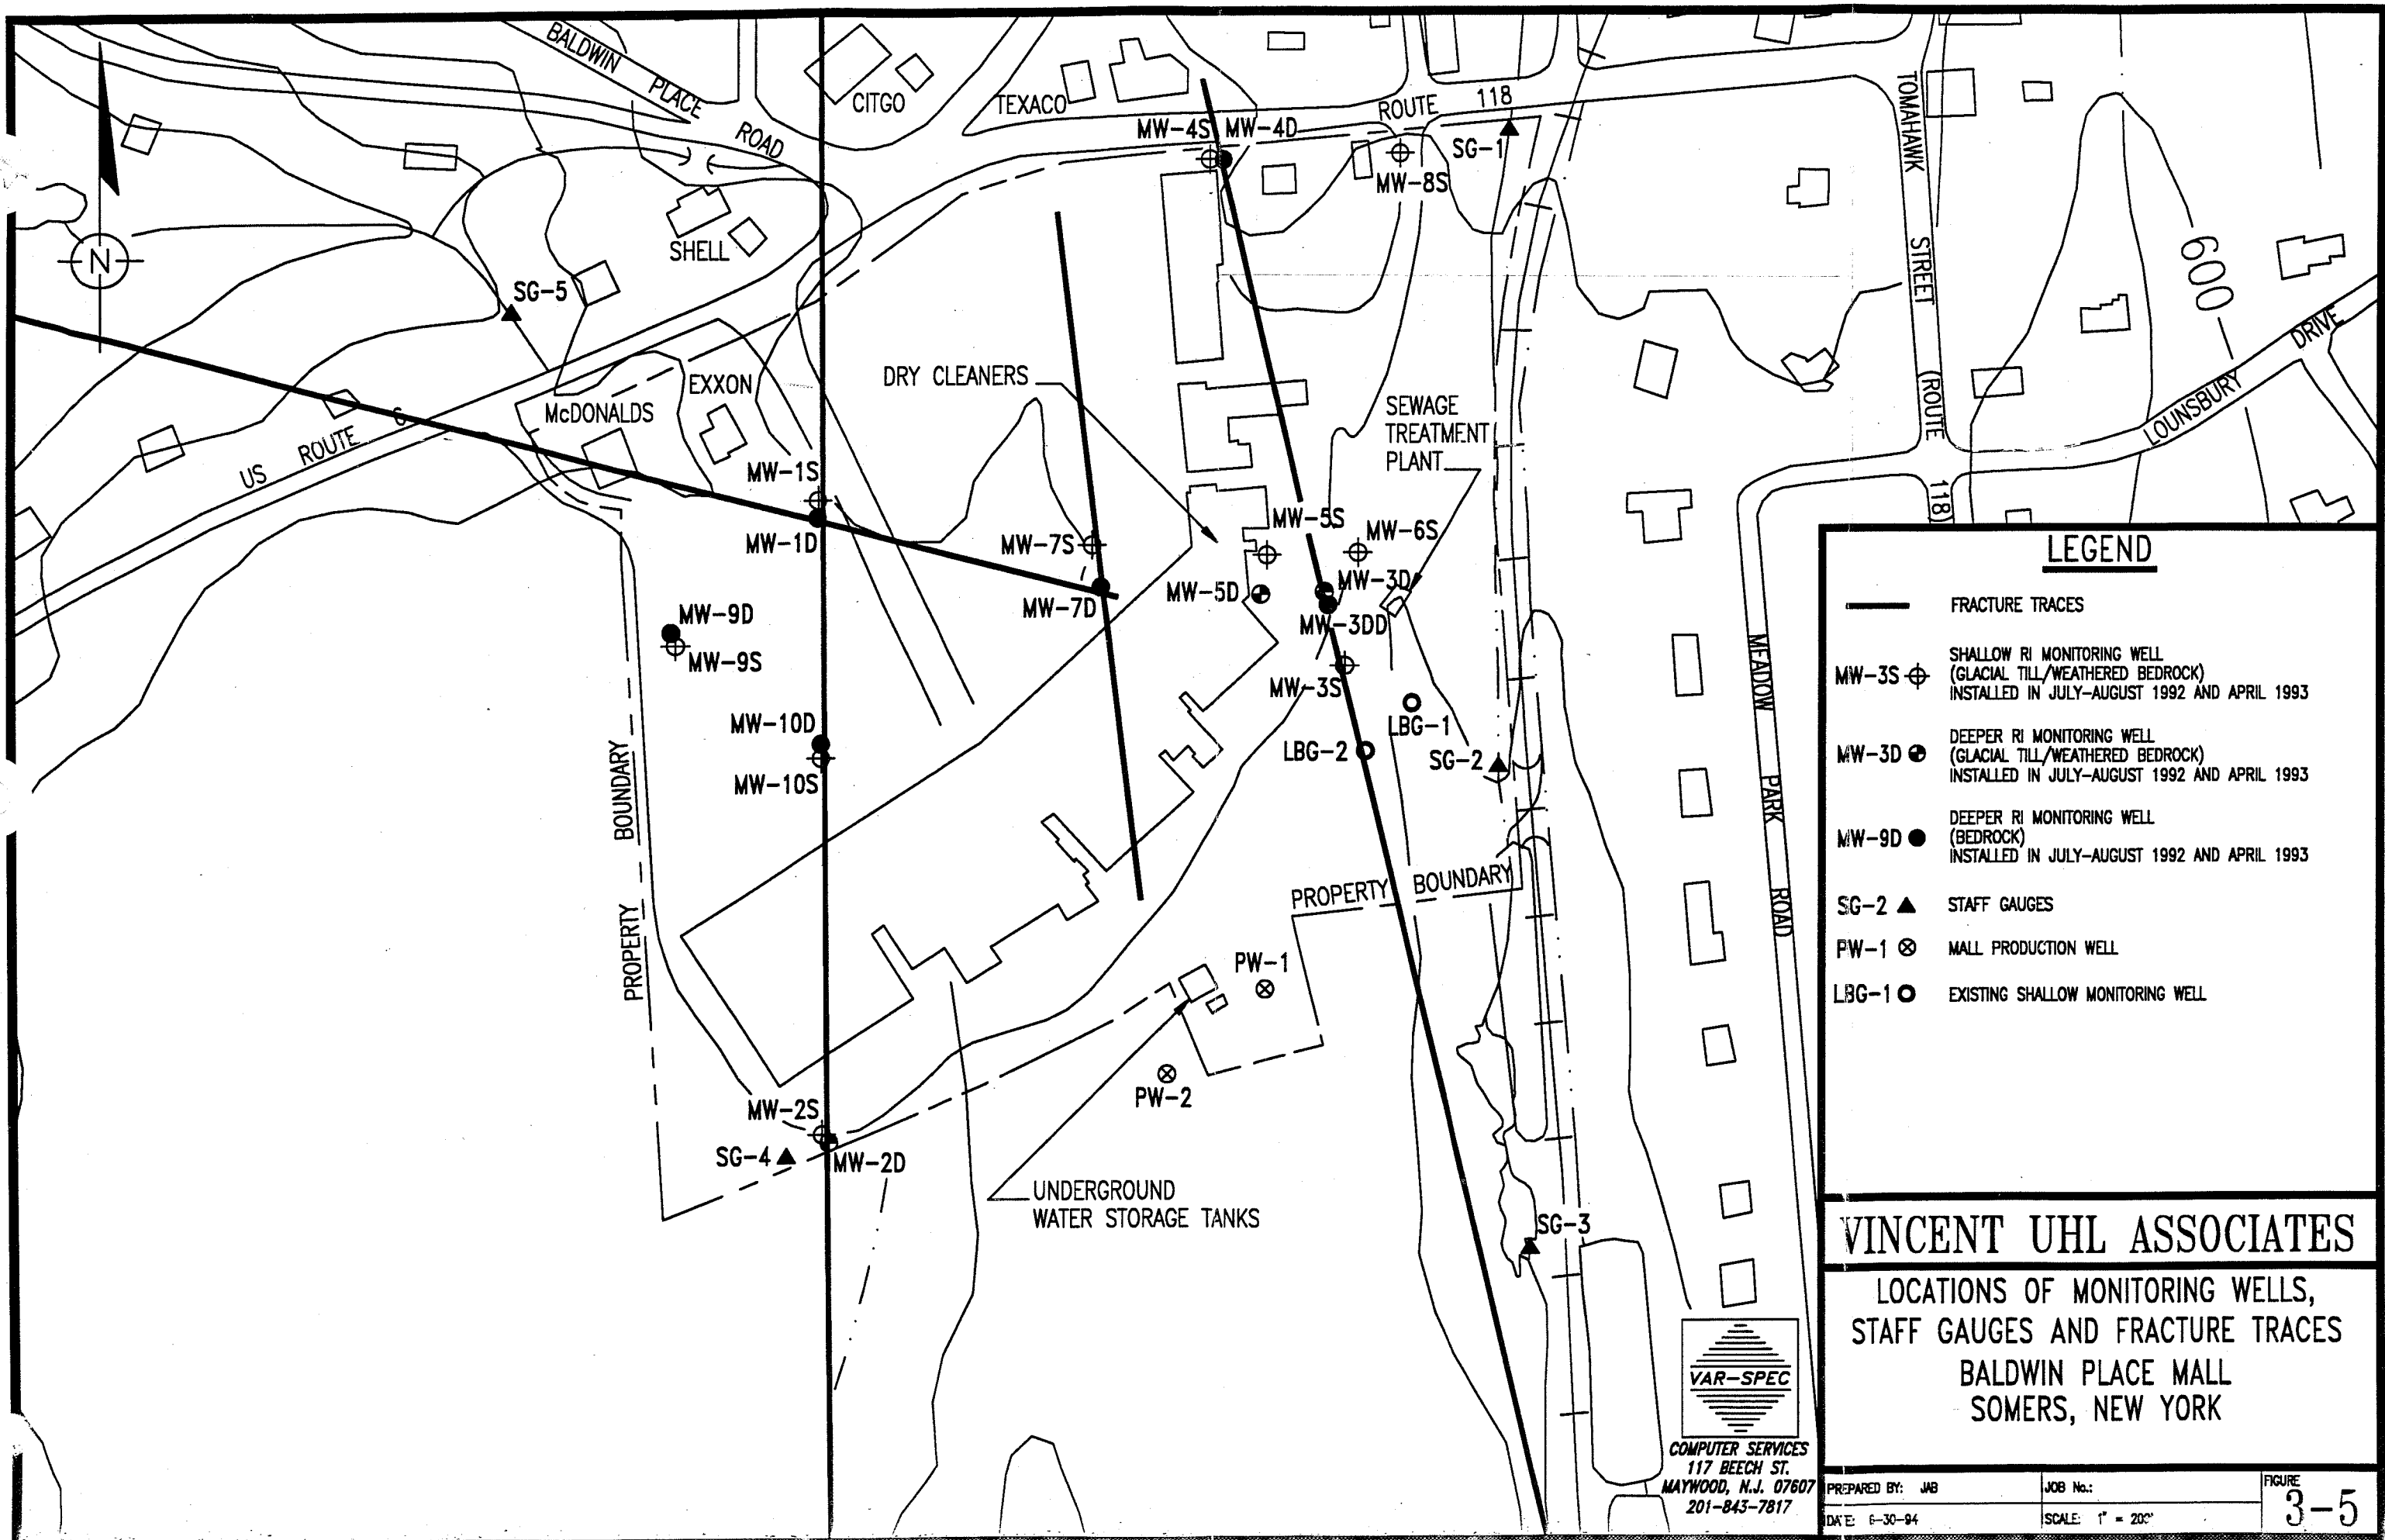 BALDWIN PLACE ROAD
CITGO
TEXACO
ROUTE 118
MW-4S
MW-4D
SG-1
MW-8S
TOMAHAWK STREET (ROUTE 118)
600
LOUNSBURY DRIVE
N
SHELL
SG-5
EXXON
McDONALDS
US ROUTE 6
DRY CLEANERS
SEWAGE
TREATMENT
PLANT
MW-1S
MW-1D
MW-7S
MW-7D
MW-5S
MW-6S
MW-5D
MW-3D
MW-3DD
MW-3S
MW-9D
MW-9S
MW-10D
MW-10S
LBG-1
LBG-2
SG-2
MEADOW PARK ROAD
PROPERTY BOUNDARY
PROPERTY BOUNDARY
PW-1
PW-2
MW-2S
SG-4
MW-2D
UNDERGROUND
WATER STORAGE TANKS
SG-3
LEGEND
FRACTURE TRACES
MW-3S
SHALLOW RI MONITORING WELL
(GLACIAL TILL/WEATHERED BEDROCK)
INSTALLED IN JULY-AUGUST 1992 AND APRIL 1993
MW-3D
DEEPER RI MONITORING WELL
(GLACIAL TILL/WEATHERED BEDROCK)
INSTALLED IN JULY-AUGUST 1992 AND APRIL 1993
MW-9D
DEEPER RI MONITORING WELL
(BEDROCK)
INSTALLED IN JULY-AUGUST 1992 AND APRIL 1993
SG-2 STAFF GAUGES
PW-1 MALL PRODUCTION WELL
LBG-1 EXISTING SHALLOW MONITORING WELL
VINCENT UHL ASSOCIATES
LOCATIONS OF MONITORING WELLS,
STAFF GAUGES AND FRACTURE TRACES
BALDWIN PLACE MALL
SOMERS, NEW YORK
VAR-SPEC
COMPUTER SERVICES
117 BEECH ST.
MAYWOOD, N.J. 07607
201-843-7817
PREPARED BY: JAB
JOB No.:
FIGURE
3-5
DATE: 6-30-94
SCALE: 1" = 200'